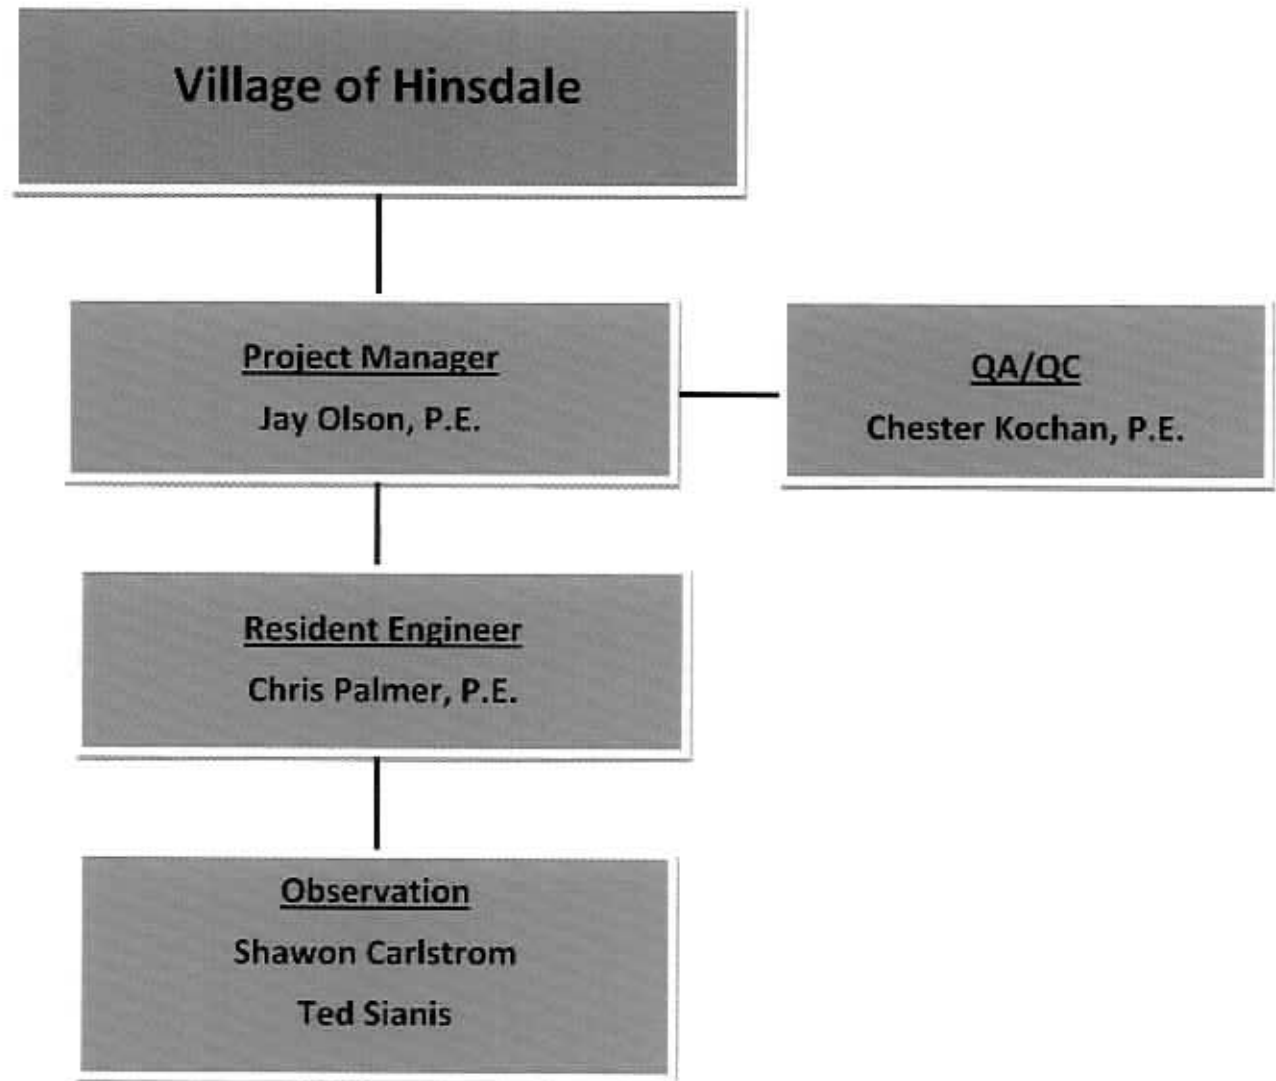 Village of Hinsdale
Project Manager
Jay Olson, P.E.
QA/QC
Chester Kochan, P.E.
Resident Engineer
Chris Palmer, P.E.
Observation
Shawon Carlstrom
Ted Sianis